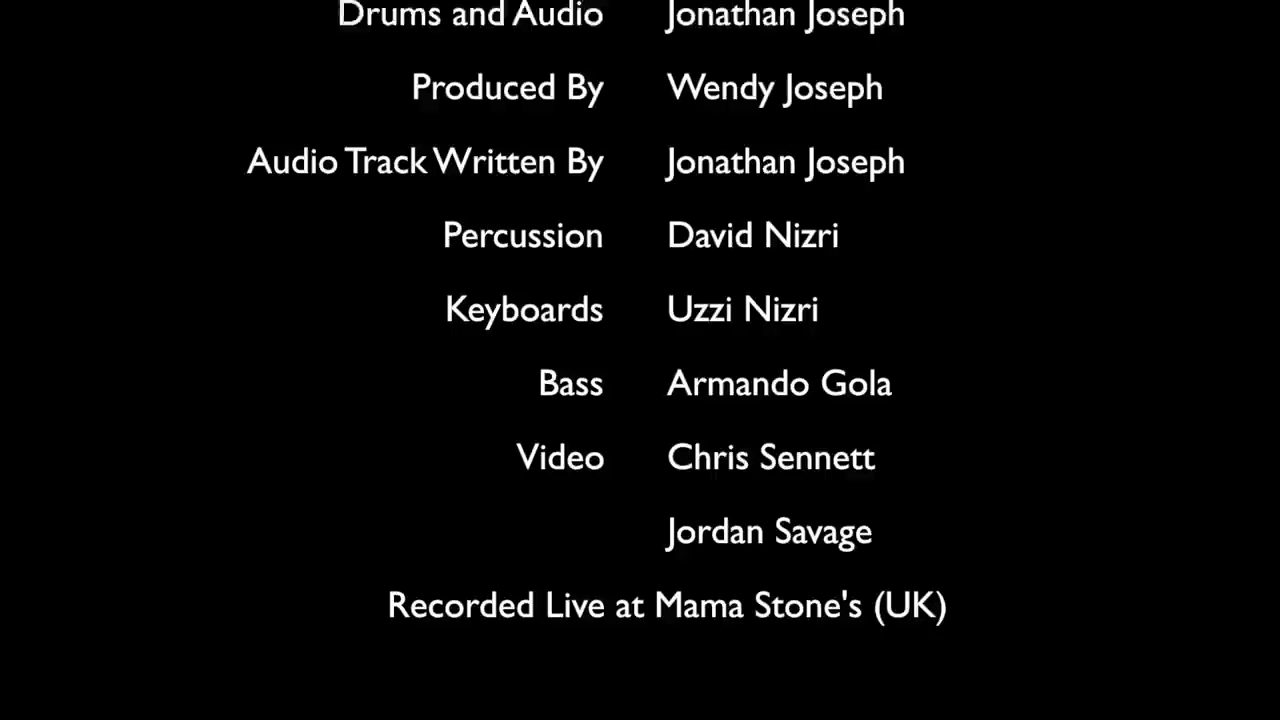 Drums and Audio Jonathan Joseph
Produced By Wendy Joseph
Audio Track Written By Jonathan Joseph
Percussion David Nizri
Keyboards Uzzi Nizri
Bass Armando Gola
Video Chris Sennett
Jordan Savage
Recorded Live at Mama Stone's (UK)